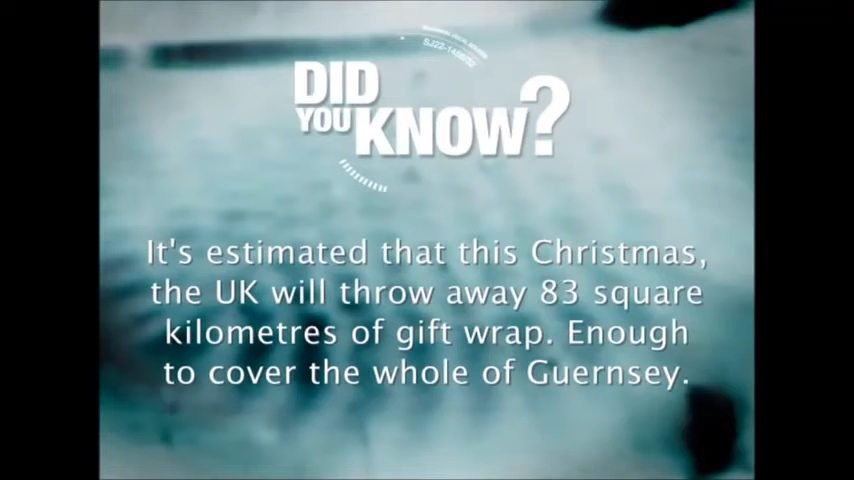 DID
YOU KNOW?
It's estimated that this Christmas,
the UK will throw away 83 square
kilometres of gift wrap. Enough
to cover the whole of Guernsey.